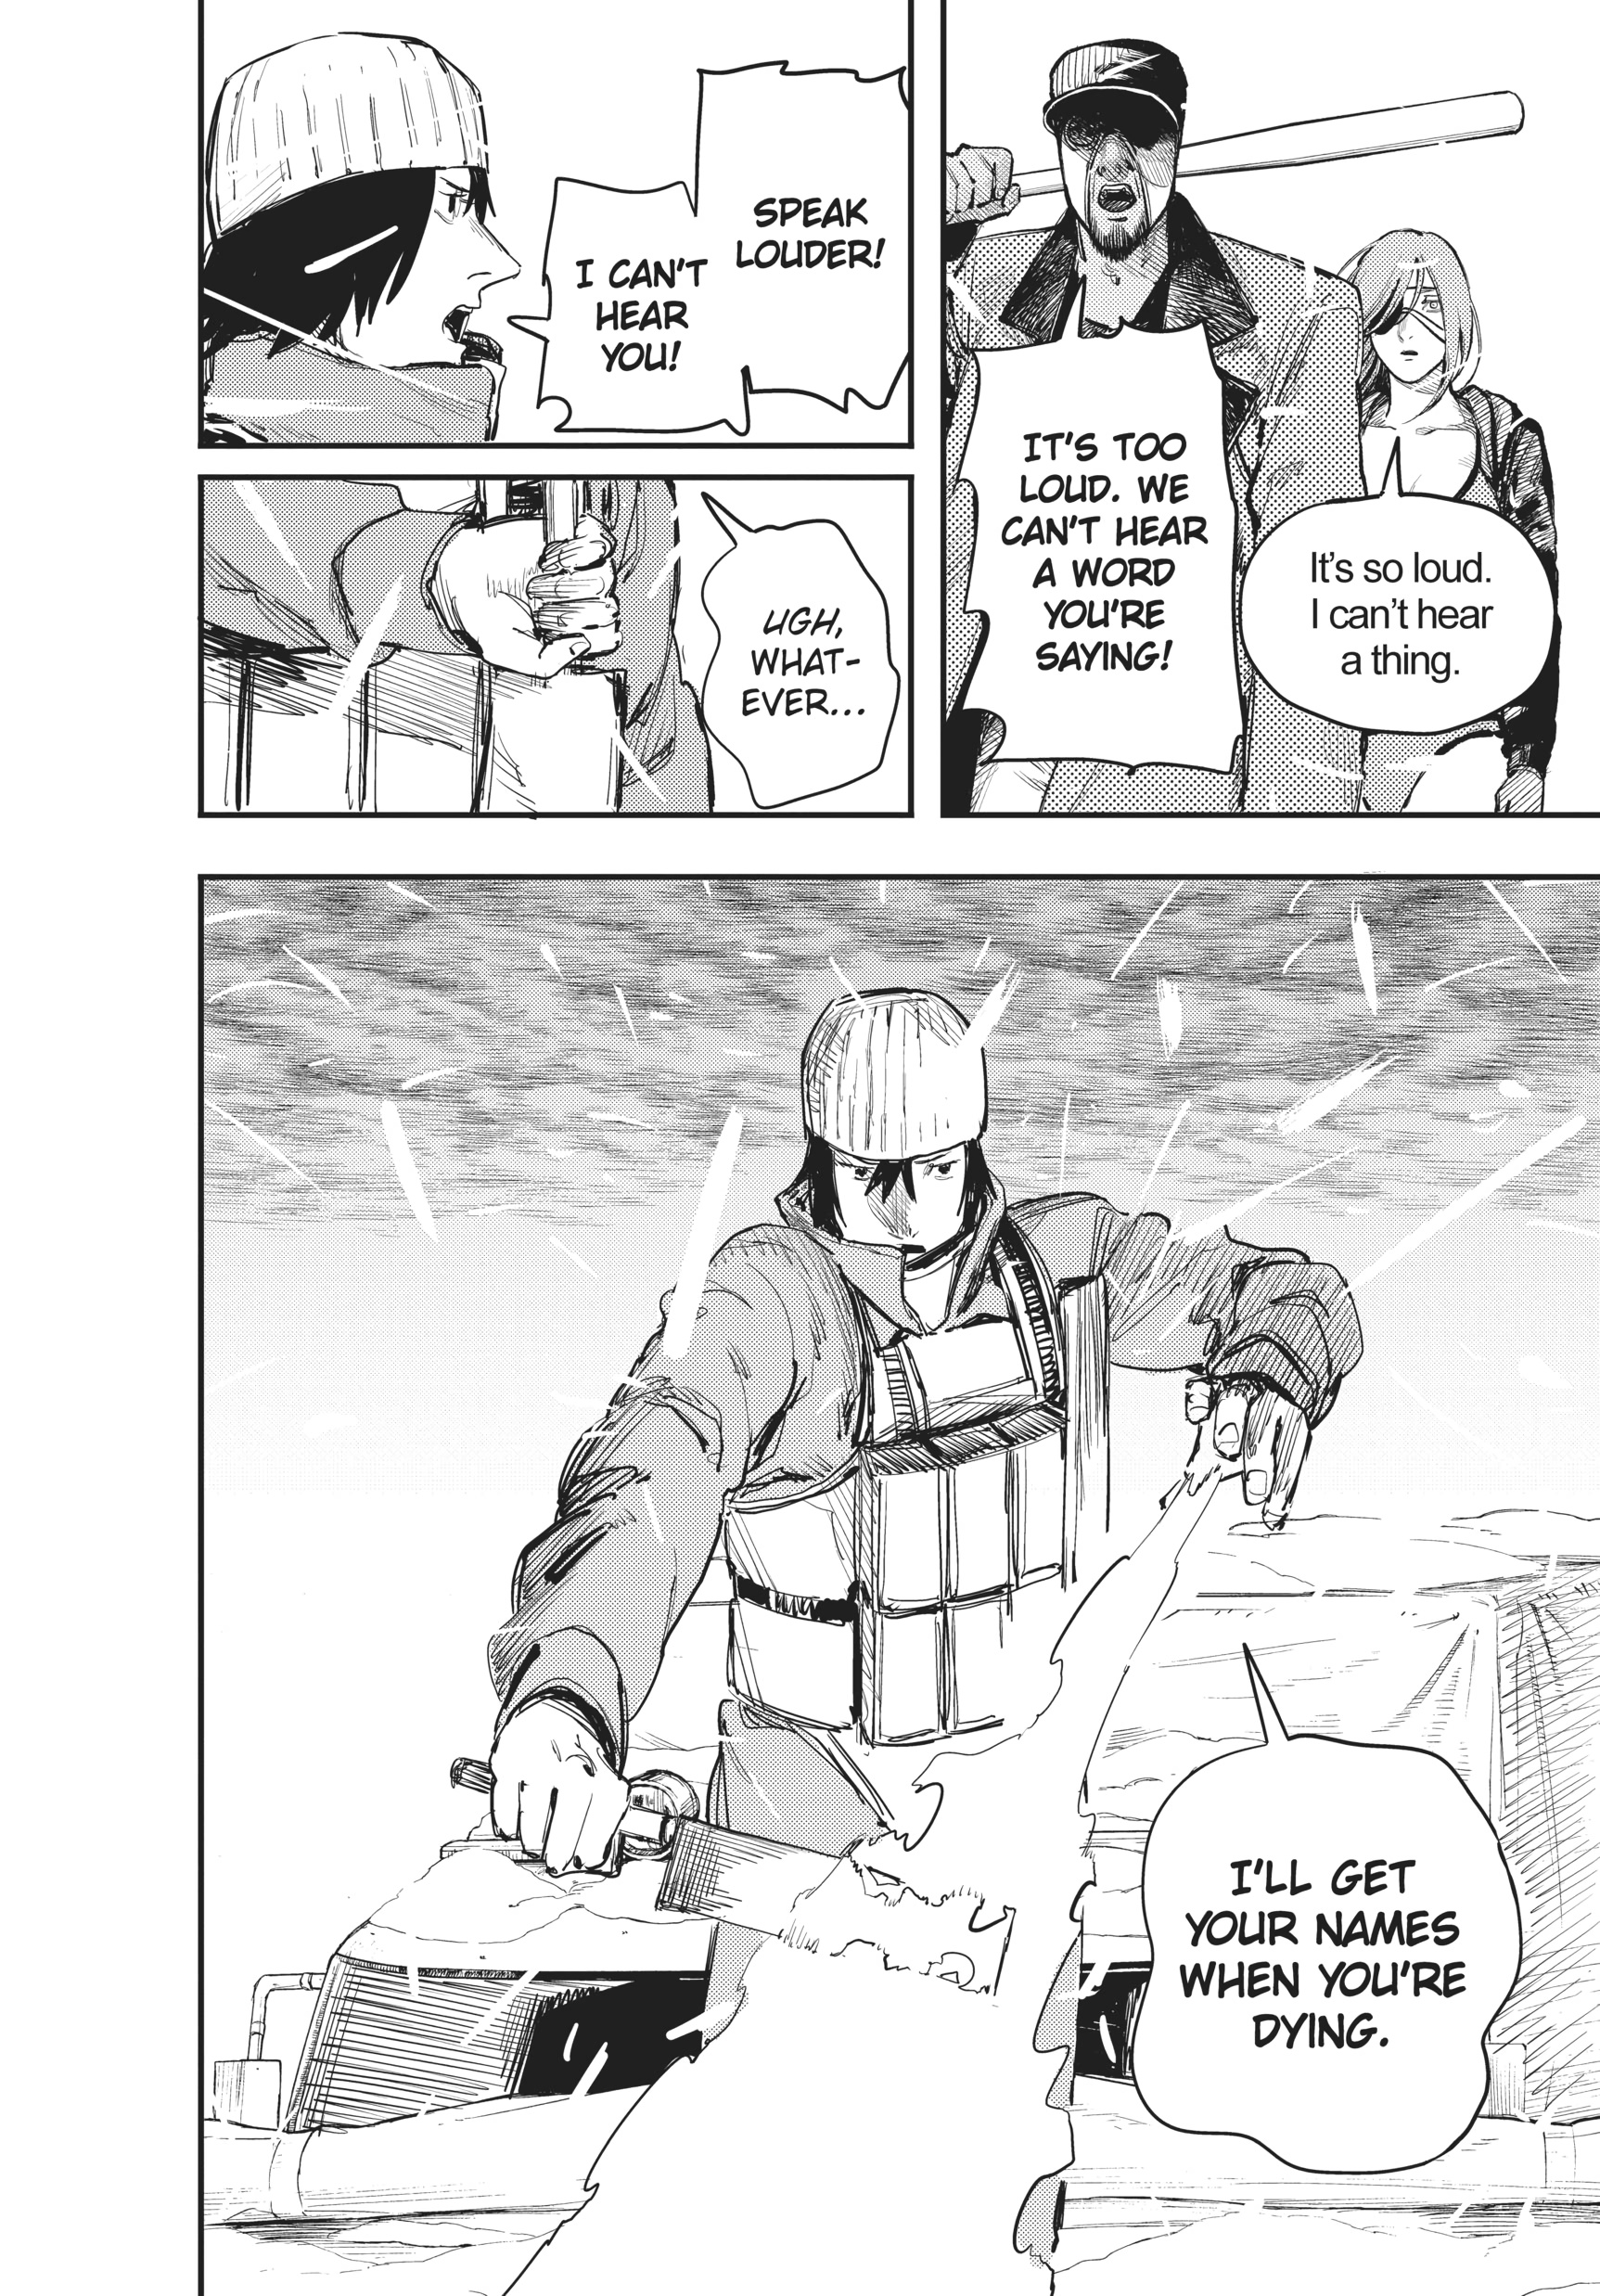 IT'S TOO
LOUD. WE
CAN'T HEAR
A WORD
YOU'RE
SAYING!
It's so loud.
I can't hear
a thing.
SPEAK
LOUDER!
I CAN'T
HEAR
YOU!
UGH,
WHAT-
EVER...
I'LL GET
YOUR NAMES
WHEN YOU'RE
DYING.